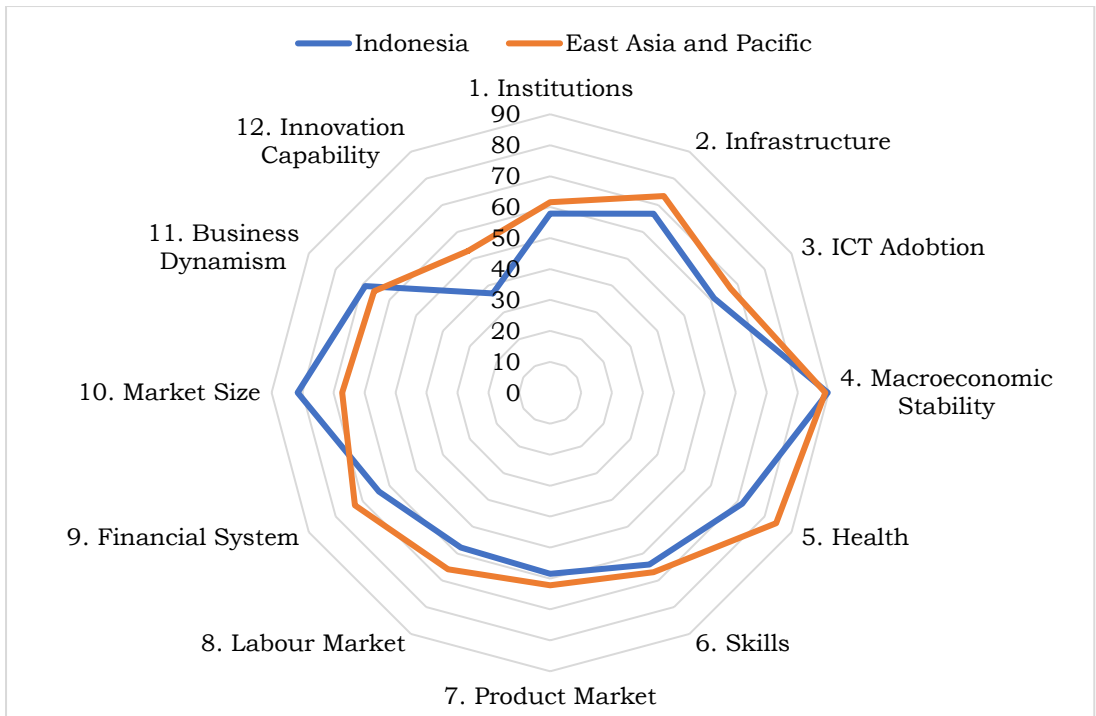 Indonesia
East Asia and Pacific
1. Institutions
2. Infrastructure
3. ICT Adobtion
4. Macroeconomic
Stability
5. Health
6. Skills
7. Product Market
8. Labour Market
9. Financial System
10. Market Size
11. Business
Dynamism
12. Innovation
Capability
90
80
70
60
50
40
30
20
10
0